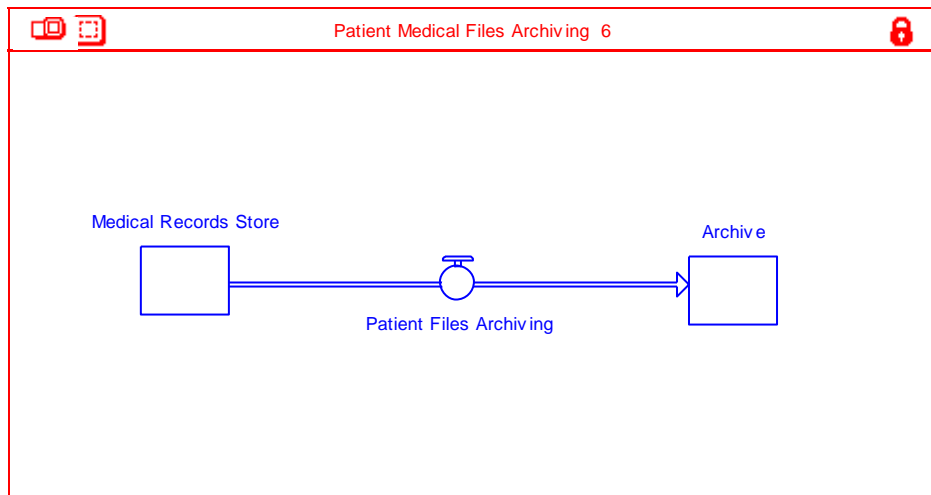 Patient Medical Files Archiving 6
Medical Records Store
Archive
Patient Files Archiving